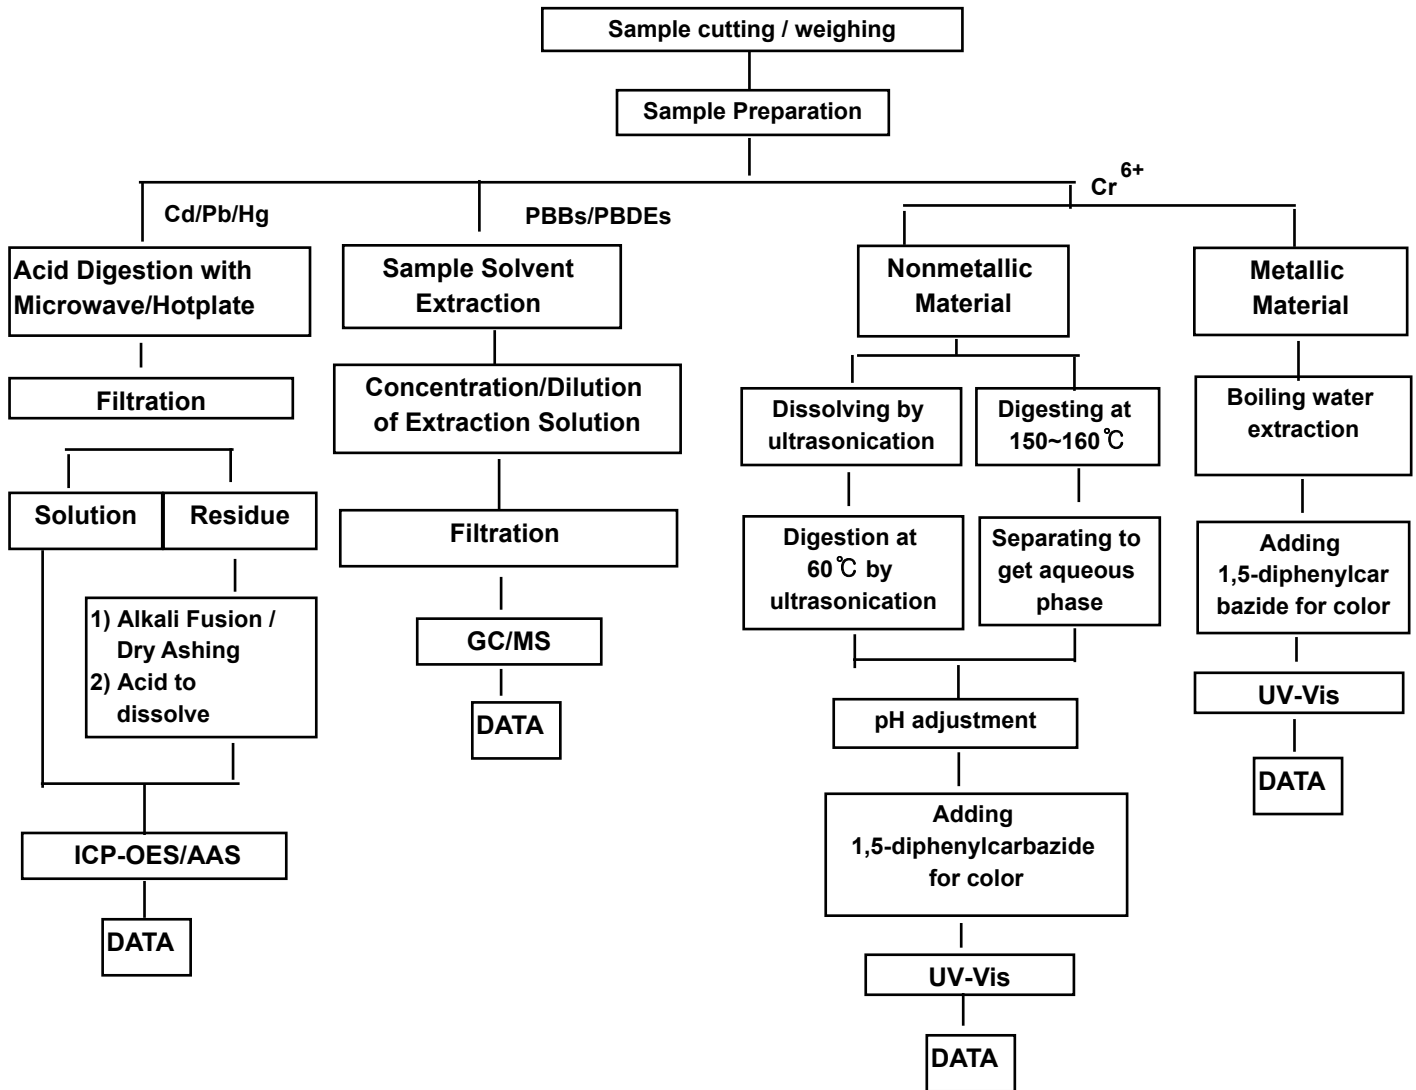 Sample cutting / weighing
Sample Preparation
Cr 6+
Cd/Pb/Hg
PBBs/PBDEs
Acid Digestion with
Microwave/Hotplate
Filtration
Solution
Residue
1) Alkali Fusion /
Dry Ashing
2) Acid to
dissolve
ICP-OES/AAS
DATA
Sample Solvent
Extraction
Concentration/Dilution
of Extraction Solution
Filtration
GC/MS
DATA
Nonmetallic
Material
Dissolving by
ultrasonication
Digestion at
60℃ by
ultrasonication
Digesting at
150~160℃
Separating to
get aqueous
phase
pH adjustment
Adding
1,5-diphenylcarbazide
for color
UV-Vis
DATA
Metallic
Material
Boiling water
extraction
Adding
1,5-diphenylcar
bazide for color
UV-Vis
DATA